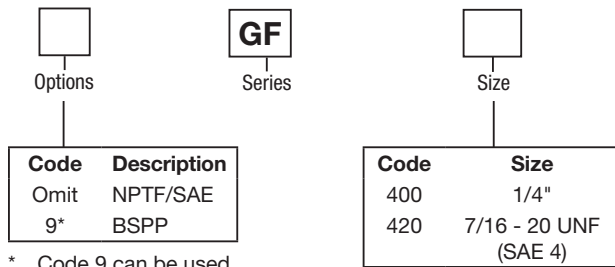 GF
Options Series Size
Code Description
Omit NPTF/SAE
9* BSPP
* Code 9 can be used
Code Size
400 1/4"
420 7/16 - 20 UNF
(SAE 4)